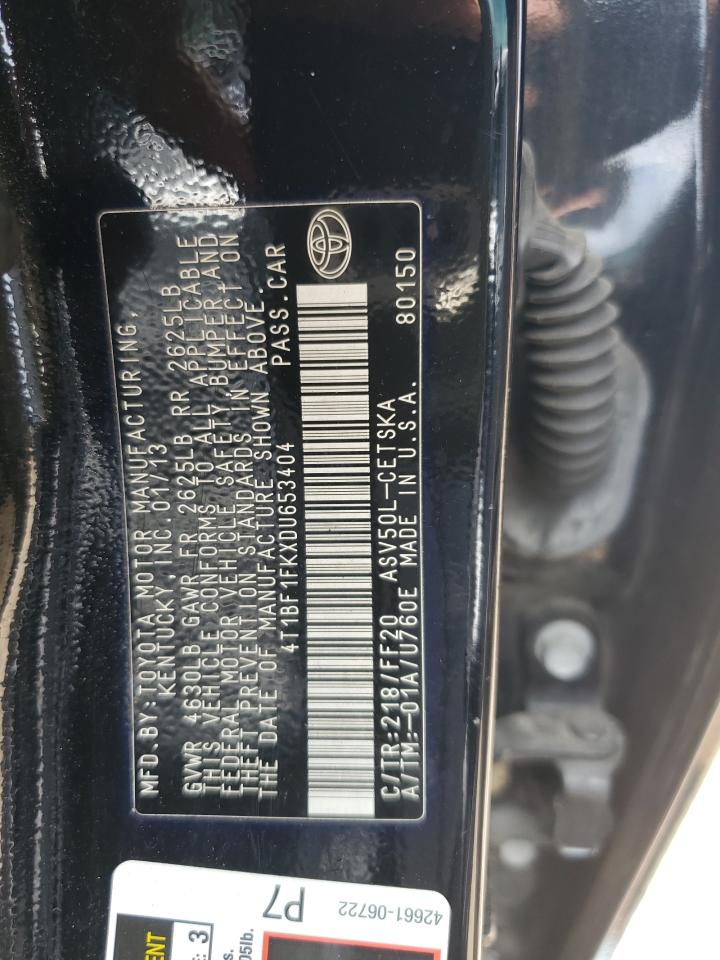 MFD.BY:TOYOTA MOTOR MANUFACTURING,
KENTUCKY,INC.01/13
GVWR 4630LB GAWR FR 2625LB RR 2625LB
THIS VEHICLE CONFORMS TO ALL APPLICABLE
FEDERAL MOTOR VEHICLE SAFETY,BUMPER,AND
THEFT PREVENTION STANDARDS IN EFFECT ON
THE DATE OF MANUFACTURE SHOWN ABOVE.
4T1BF1FKXDU653404 PASS.CAR
C/TR:218/FF20 ASV50L-CETSKA
A/TM:-01A/U760E MADE IN U.S.A. 80150
P7
42661-06722
ENT
3
05lb.